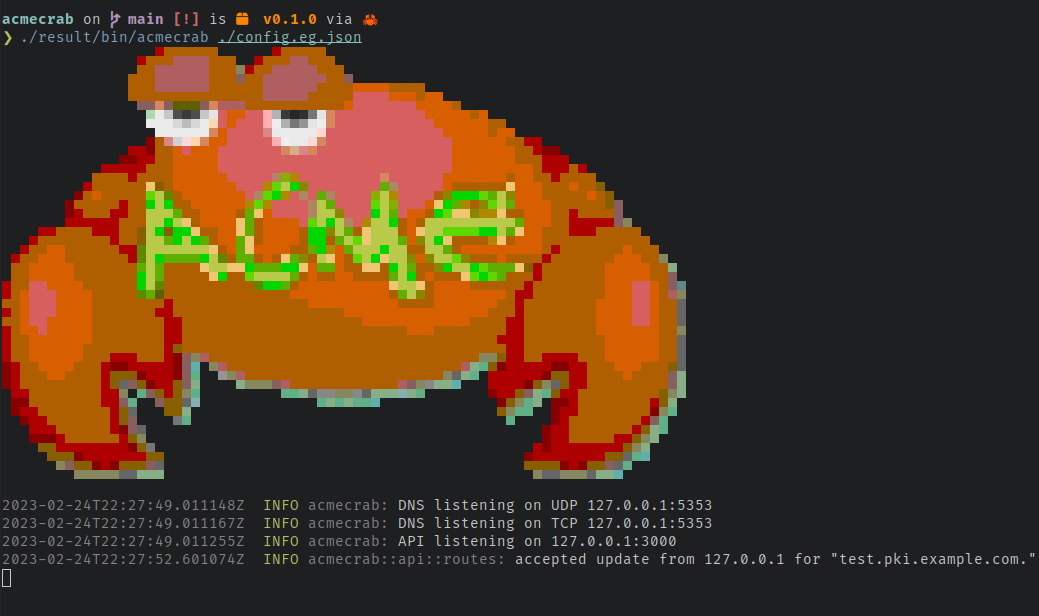 acmecrab on main [!] is 📦 v0.1.0 via 🦀
❯ ./result/bin/acmecrab ./config.eg.json
ACME
2023-02-24T22:27:49.011148Z  INFO acmecrab: DNS listening on UDP 127.0.0.1:5353
2023-02-24T22:27:49.011167Z  INFO acmecrab: DNS listening on TCP 127.0.0.1:5353
2023-02-24T22:27:49.011255Z  INFO acmecrab: API listening on 127.0.0.1:3000
2023-02-24T22:27:52.601074Z  INFO acmecrab::api::routes: accepted update from 127.0.0.1 for "test.pki.example.com."